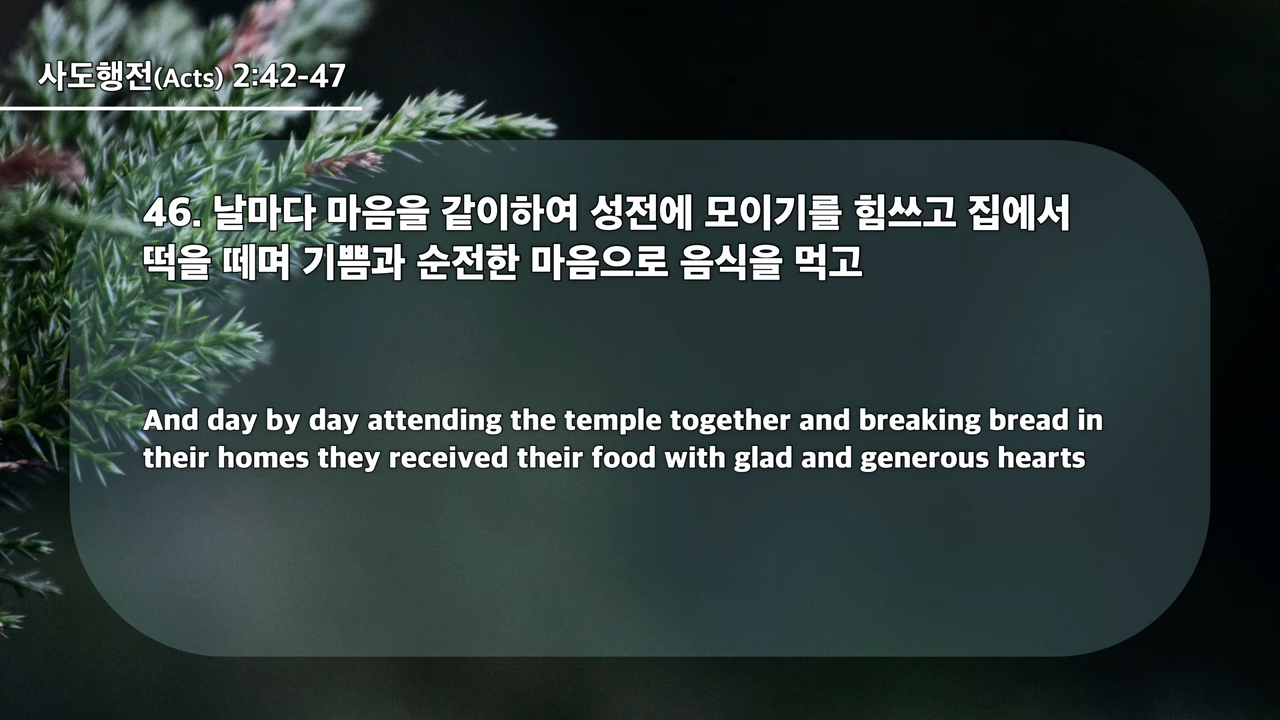 사도행전(Acts) 2:42-47
46. 날마다 마음을 같이하여 성전에 모이기를 힘쓰고 집에서
떡을 떼며 기쁨과 순전한 마음으로 음식을 먹고
And day by day attending the temple together and breaking bread in
their homes they received their food with glad and generous hearts